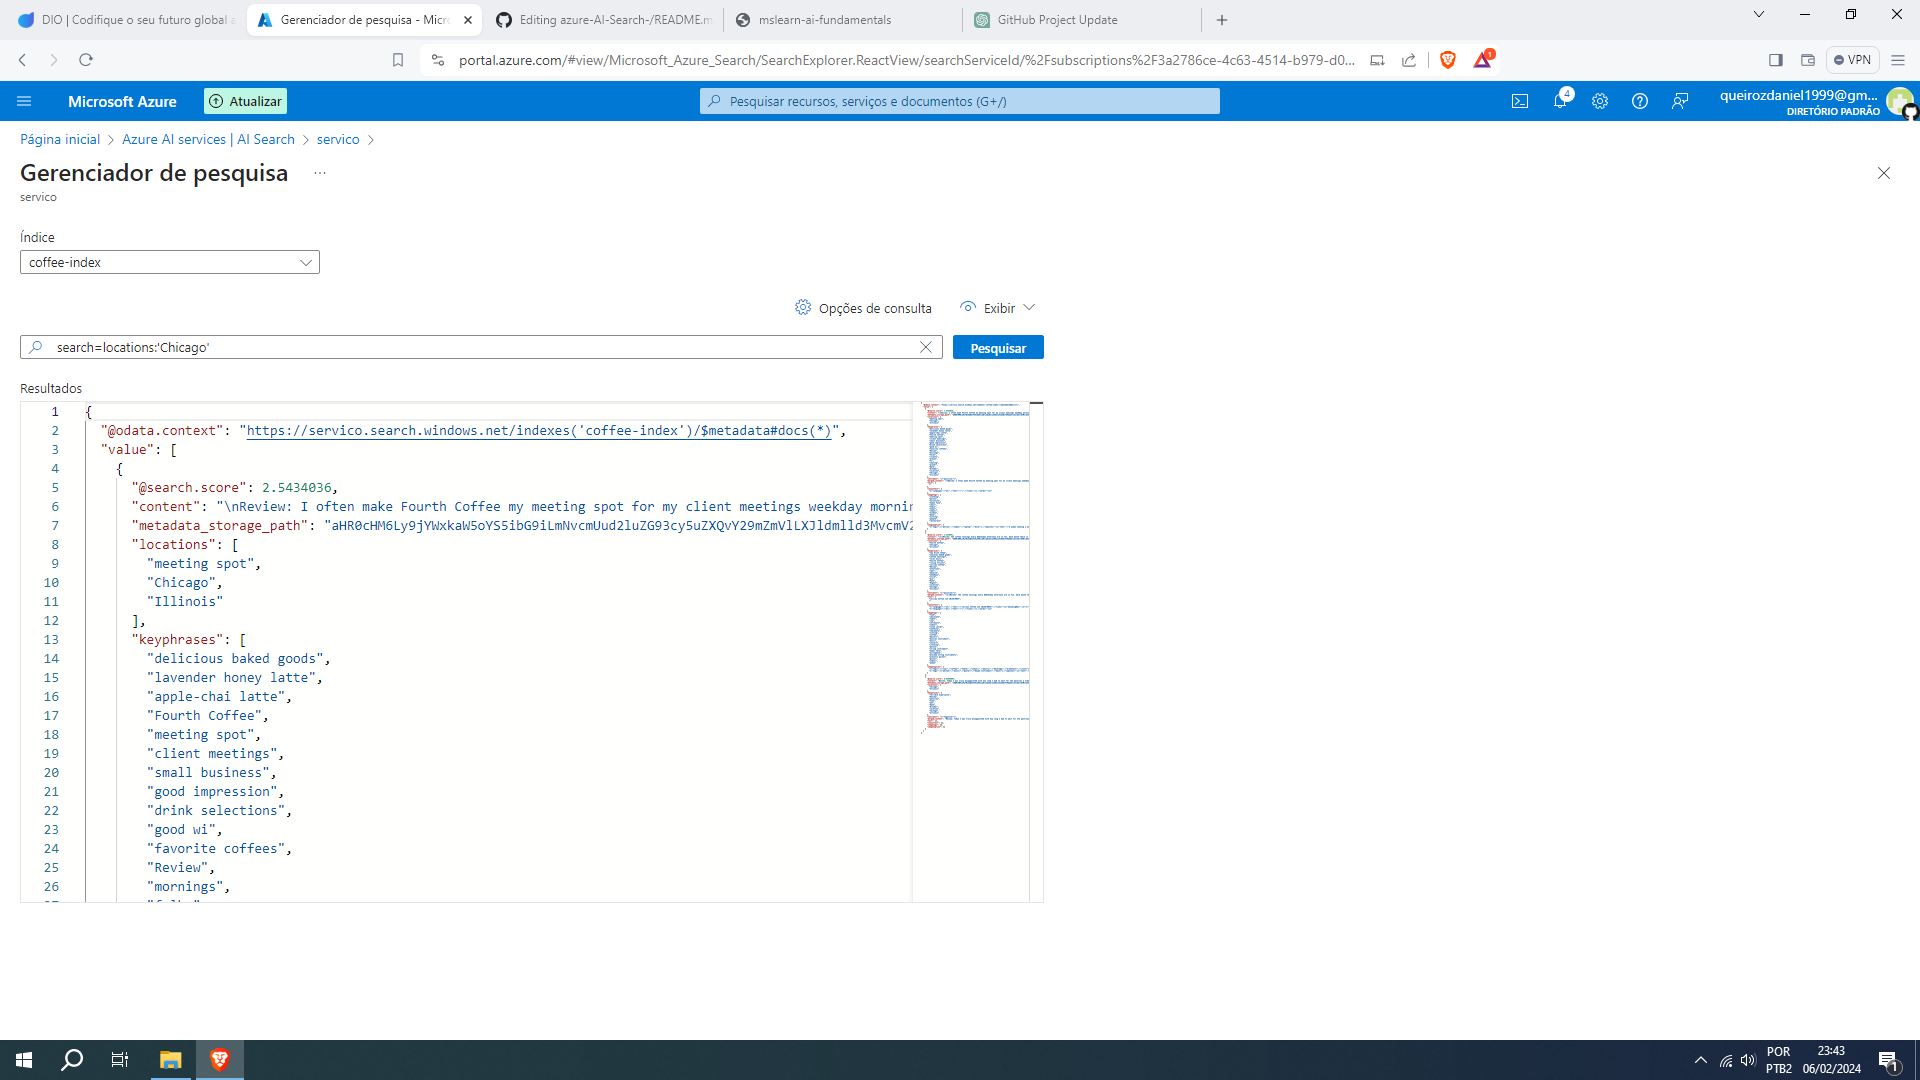 DIO | Codifique o seu futuro global a
Gerenciador de pesquisa - Micro
Editing azure-AI-Search-/README.m
mslearn-ai-fundamentals
GitHub Project Update
portal.azure.com/#view/Microsoft_Azure_Search/SearchExplorer.ReactView/searchServiceId/%2Fsubscriptions%2F3a2786ce-4c63-4514-b979-d0...
1
VPN
Microsoft Azure
Atualizar
Pesquisar recursos, serviços e documentos (G+/)
4
queirozdaniel1999@gm...
DIRETÓRIO PADRÃO
Página inicial > Azure AI services | AI Search > servico >
Gerenciador de pesquisa ...
servico
Índice
coffee-index
Opções de consulta
Exibir
search=locations:'Chicago'
Pesquisar
Resultados
1 {
2 "@odata.context": "https://servico.search.windows.net/indexes('coffee-index')/$metadata#docs(*)",
3 "value": [
4 {
5 "@search.score": 2.5434036,
6 "content": "\nReview: I often make Fourth Coffee my meeting spot for my client meetings weekday mornin
7 "metadata_storage_path": "aHR0cHM6Ly9jYWxkaW5oYS5ibG9iLmNvcmUud2luZG93cy5uZXQvY29mZmVlLXJldmlld3MvcmV2
8 "locations": [
9 "meeting spot",
10 "Chicago",
11 "Illinois"
12 ],
13 "keyphrases": [
14 "delicious baked goods",
15 "lavender honey latte",
16 "apple-chai latte",
17 "Fourth Coffee",
18 "meeting spot",
19 "client meetings",
20 "small business",
21 "good impression",
22 "drink selections",
23 "good wi",
24 "favorite coffees",
25 "Review",
26 "mornings",
POR
PTB2
23:43
06/02/2024
1